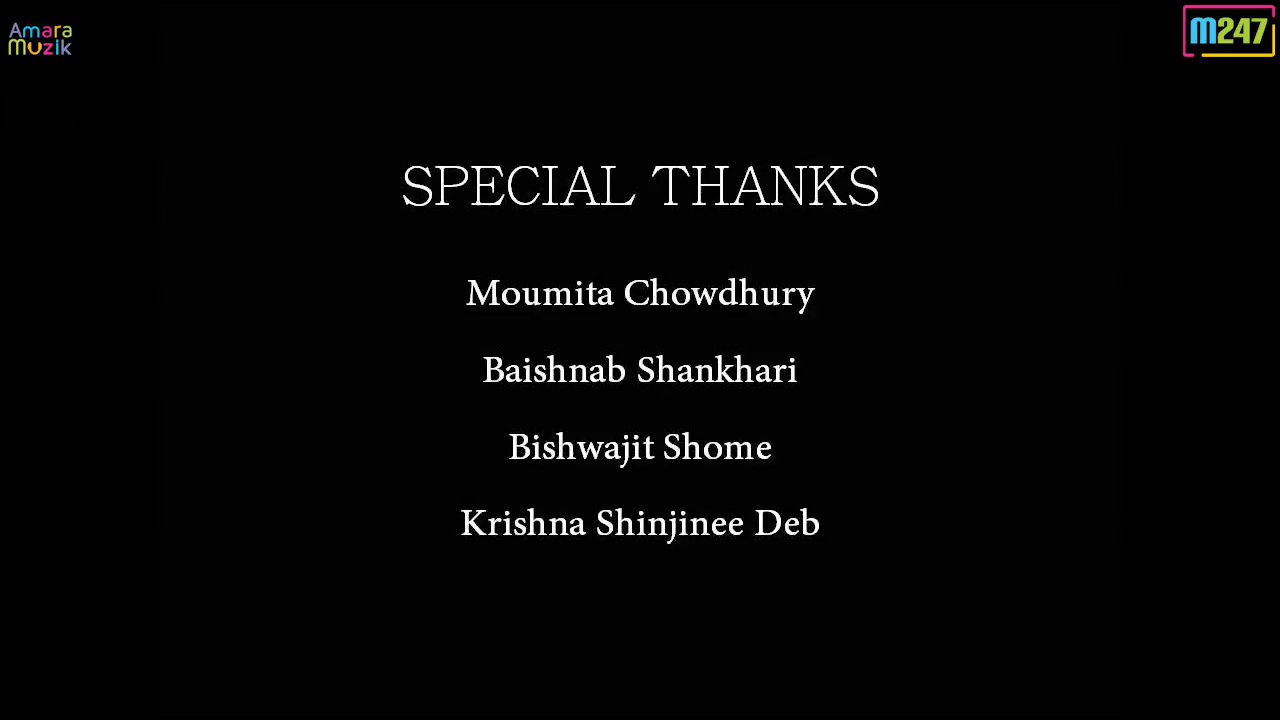 Amara
Muzik
M247
SPECIAL THANKS
Moumita Chowdhury
Baishnab Shankhari
Bishwajit Shome
Krishna Shinjinee Deb